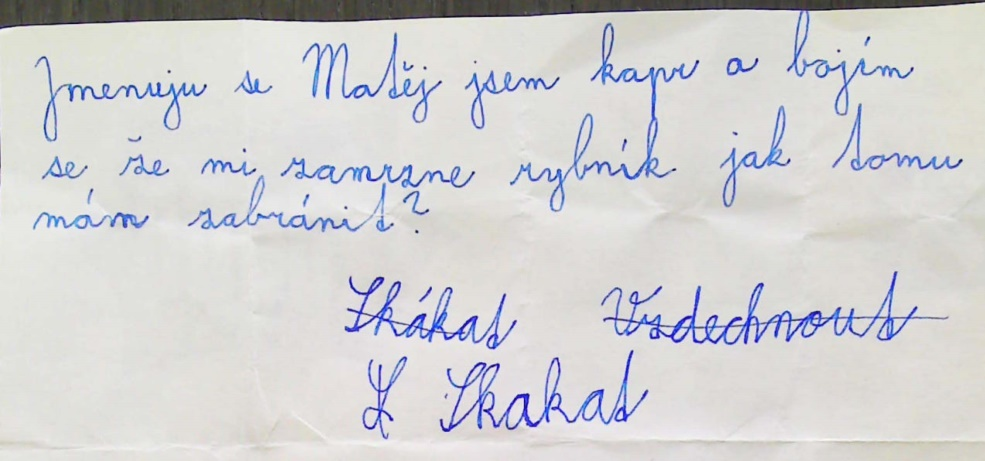 Jmenuju se Matěj jsem kapr a bojím
se že mi zamrzne rybník jak tomu
mám zabránit?
Skákat Vzdechnout
Skakat